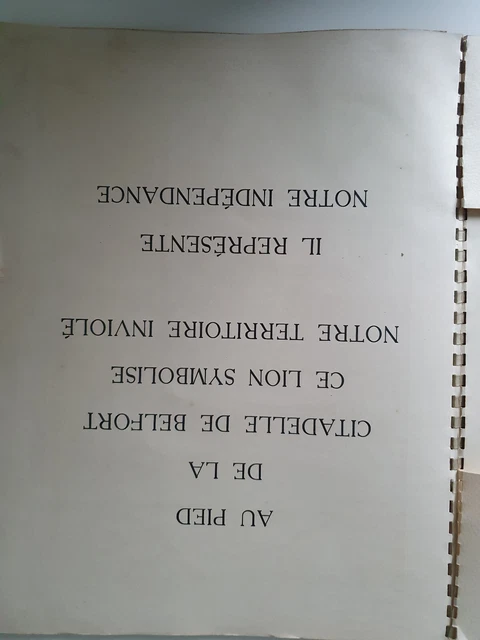 AU PIED
DE LA
CITADELLE DE BELFORT
CE LION SYMBOLISE
NOTRE TERRITOIRE INVIOLÉ
IL REPRÉSENTE
NOTRE INDÉPENDANCE